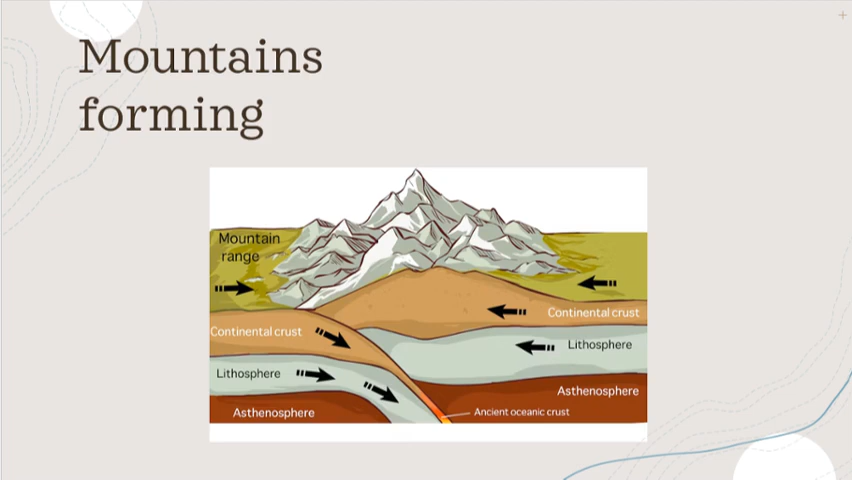 Mountains
forming
Mountain
range
Continental crust
Continental crust
Lithosphere
Lithosphere
Asthenosphere
Asthenosphere
Ancient oceanic crust